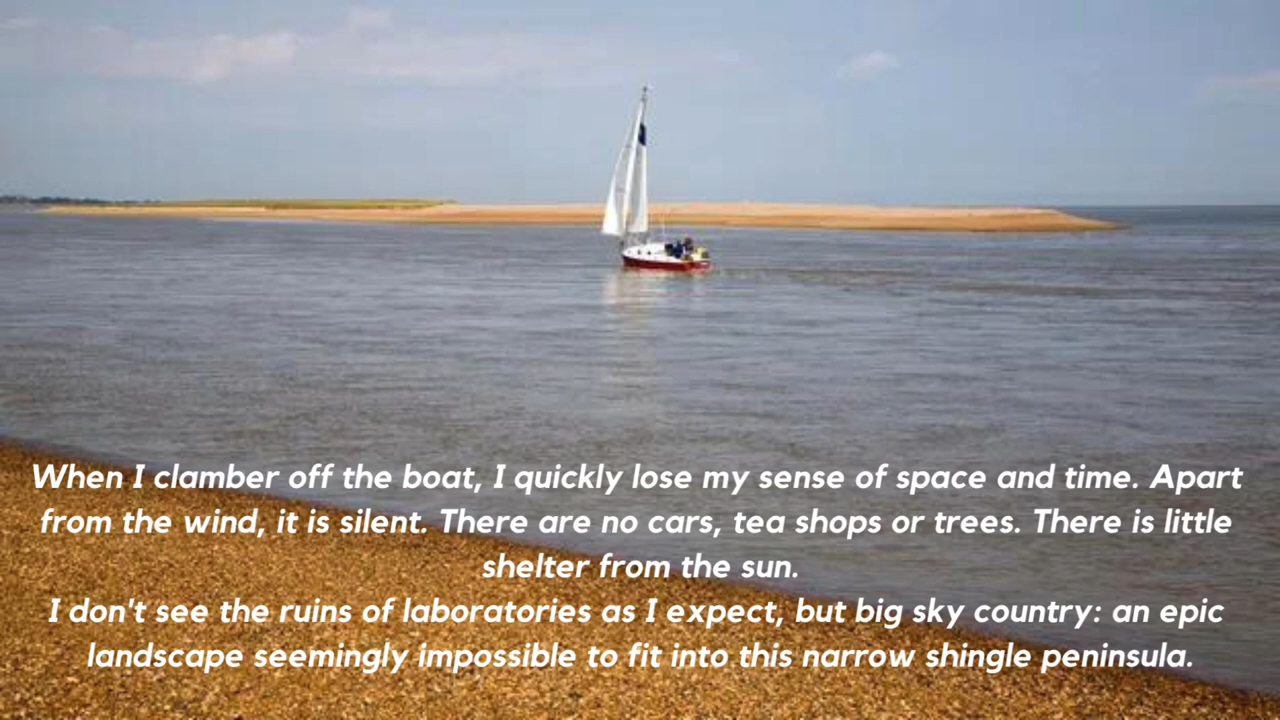 When I clamber off the boat, I quickly lose my sense of space and time. Apart
from the wind, it is silent. There are no cars, tea shops or trees. There is little
shelter from the sun.
I don't see the ruins of laboratories as I expect, but big sky country: an epic
landscape seemingly impossible to fit into this narrow shingle peninsula.